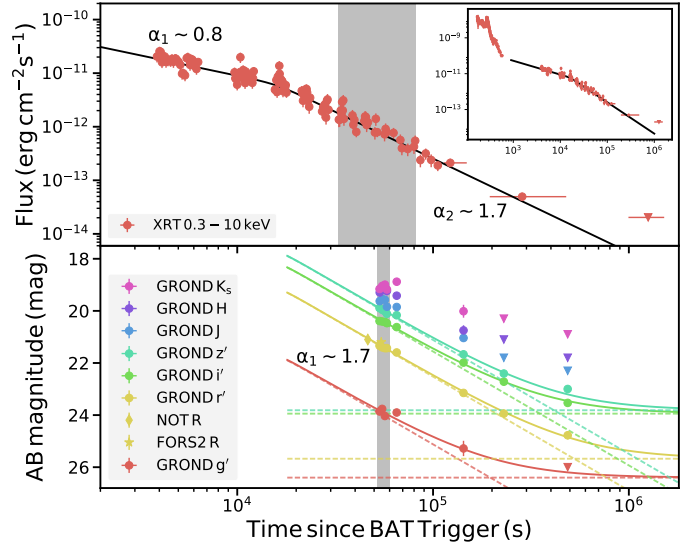 10⁻¹⁰
10⁻¹¹
10⁻¹²
10⁻¹³
10⁻¹⁴
Flux (erg cm⁻²s⁻¹)
α₁ ~ 0.8
α₂ ~ 1.7
XRT 0.3 − 10 keV
10⁻⁹
10⁻¹¹
10⁻¹³
10³ 10⁴ 10⁵ 10⁶
18
20
22
24
26
AB magnitude (mag)
GROND Kₛ
GROND H
GROND J
GROND z′
GROND i′
GROND r′
NOT R
FORS2 R
GROND g′
α₁ ~ 1.7
10⁴ 10⁵ 10⁶
Time since BAT Trigger (s)